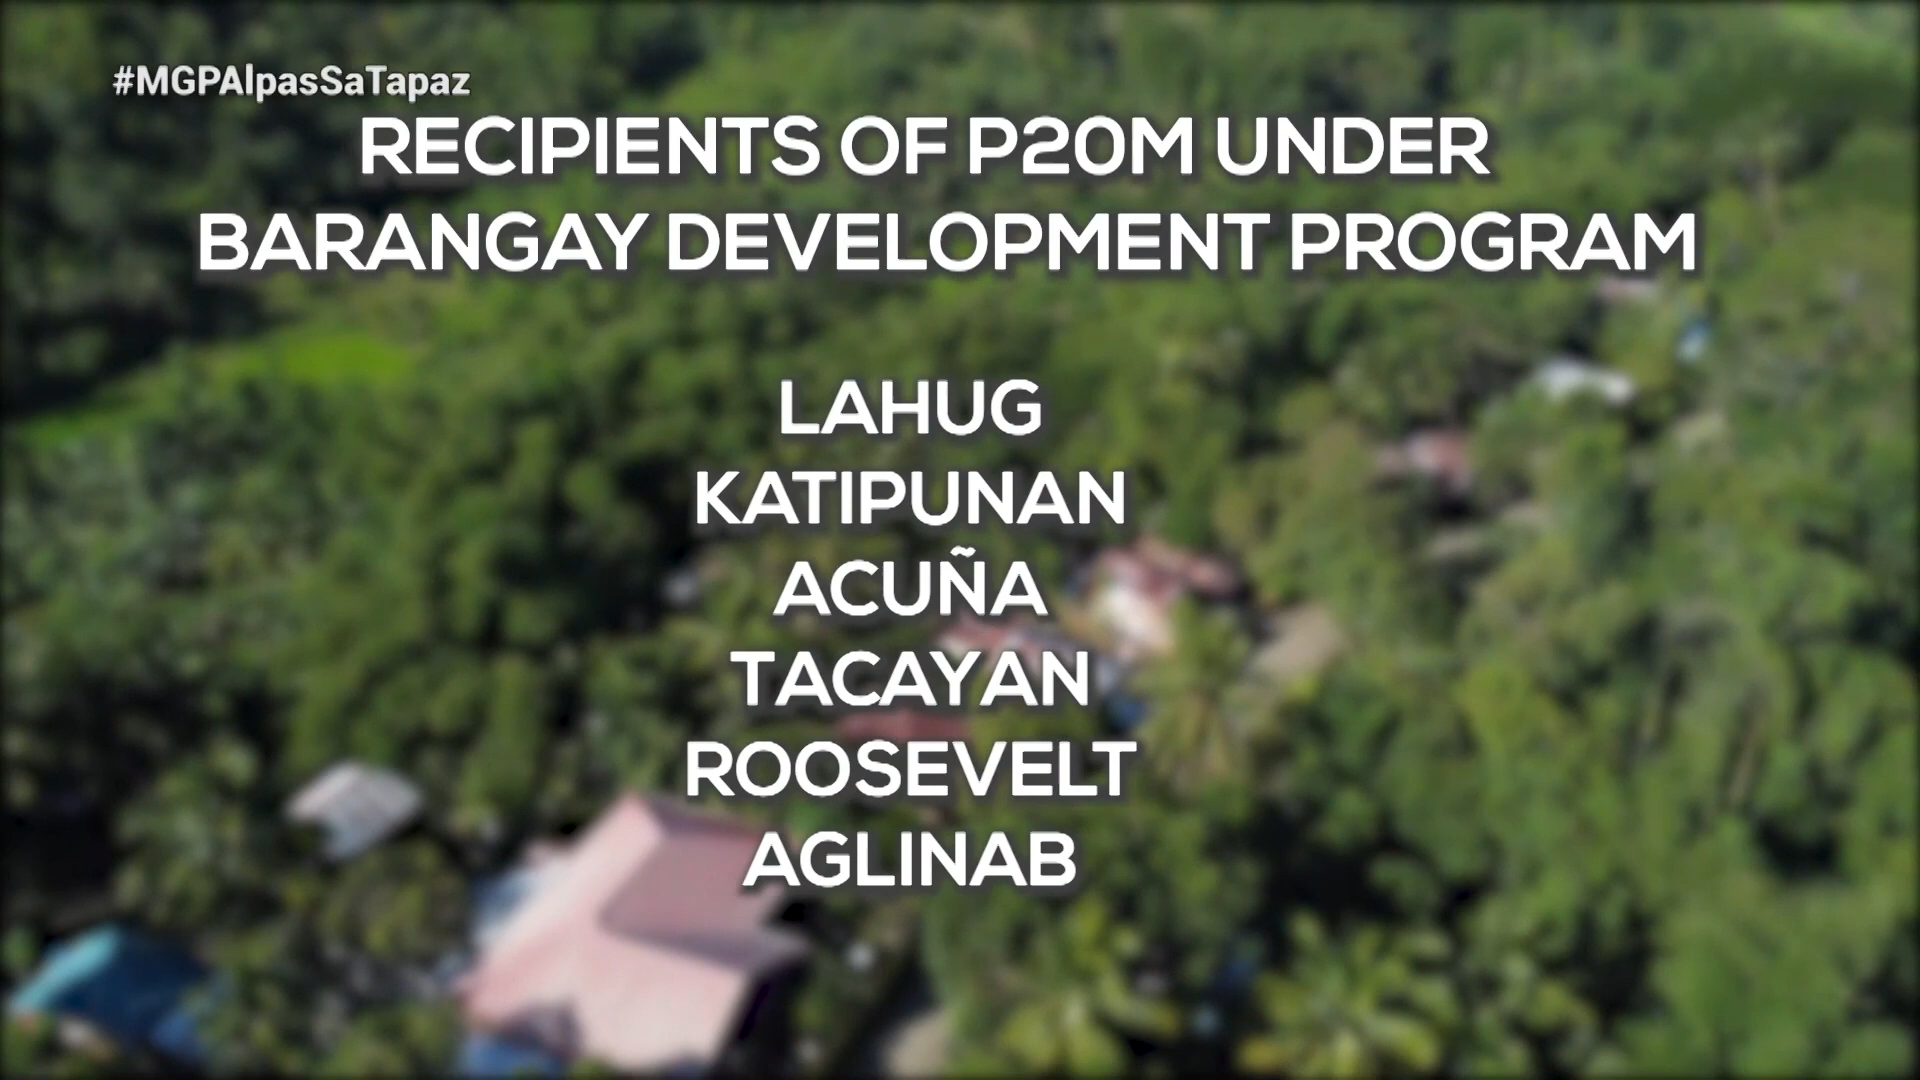 #MGPAlpasSaTapaz
RECIPIENTS OF P20M UNDER
BARANGAY DEVELOPMENT PROGRAM
LAHUG
KATIPUNAN
ACUÑA
TACAYAN
ROOSEVELT
AGLINAB